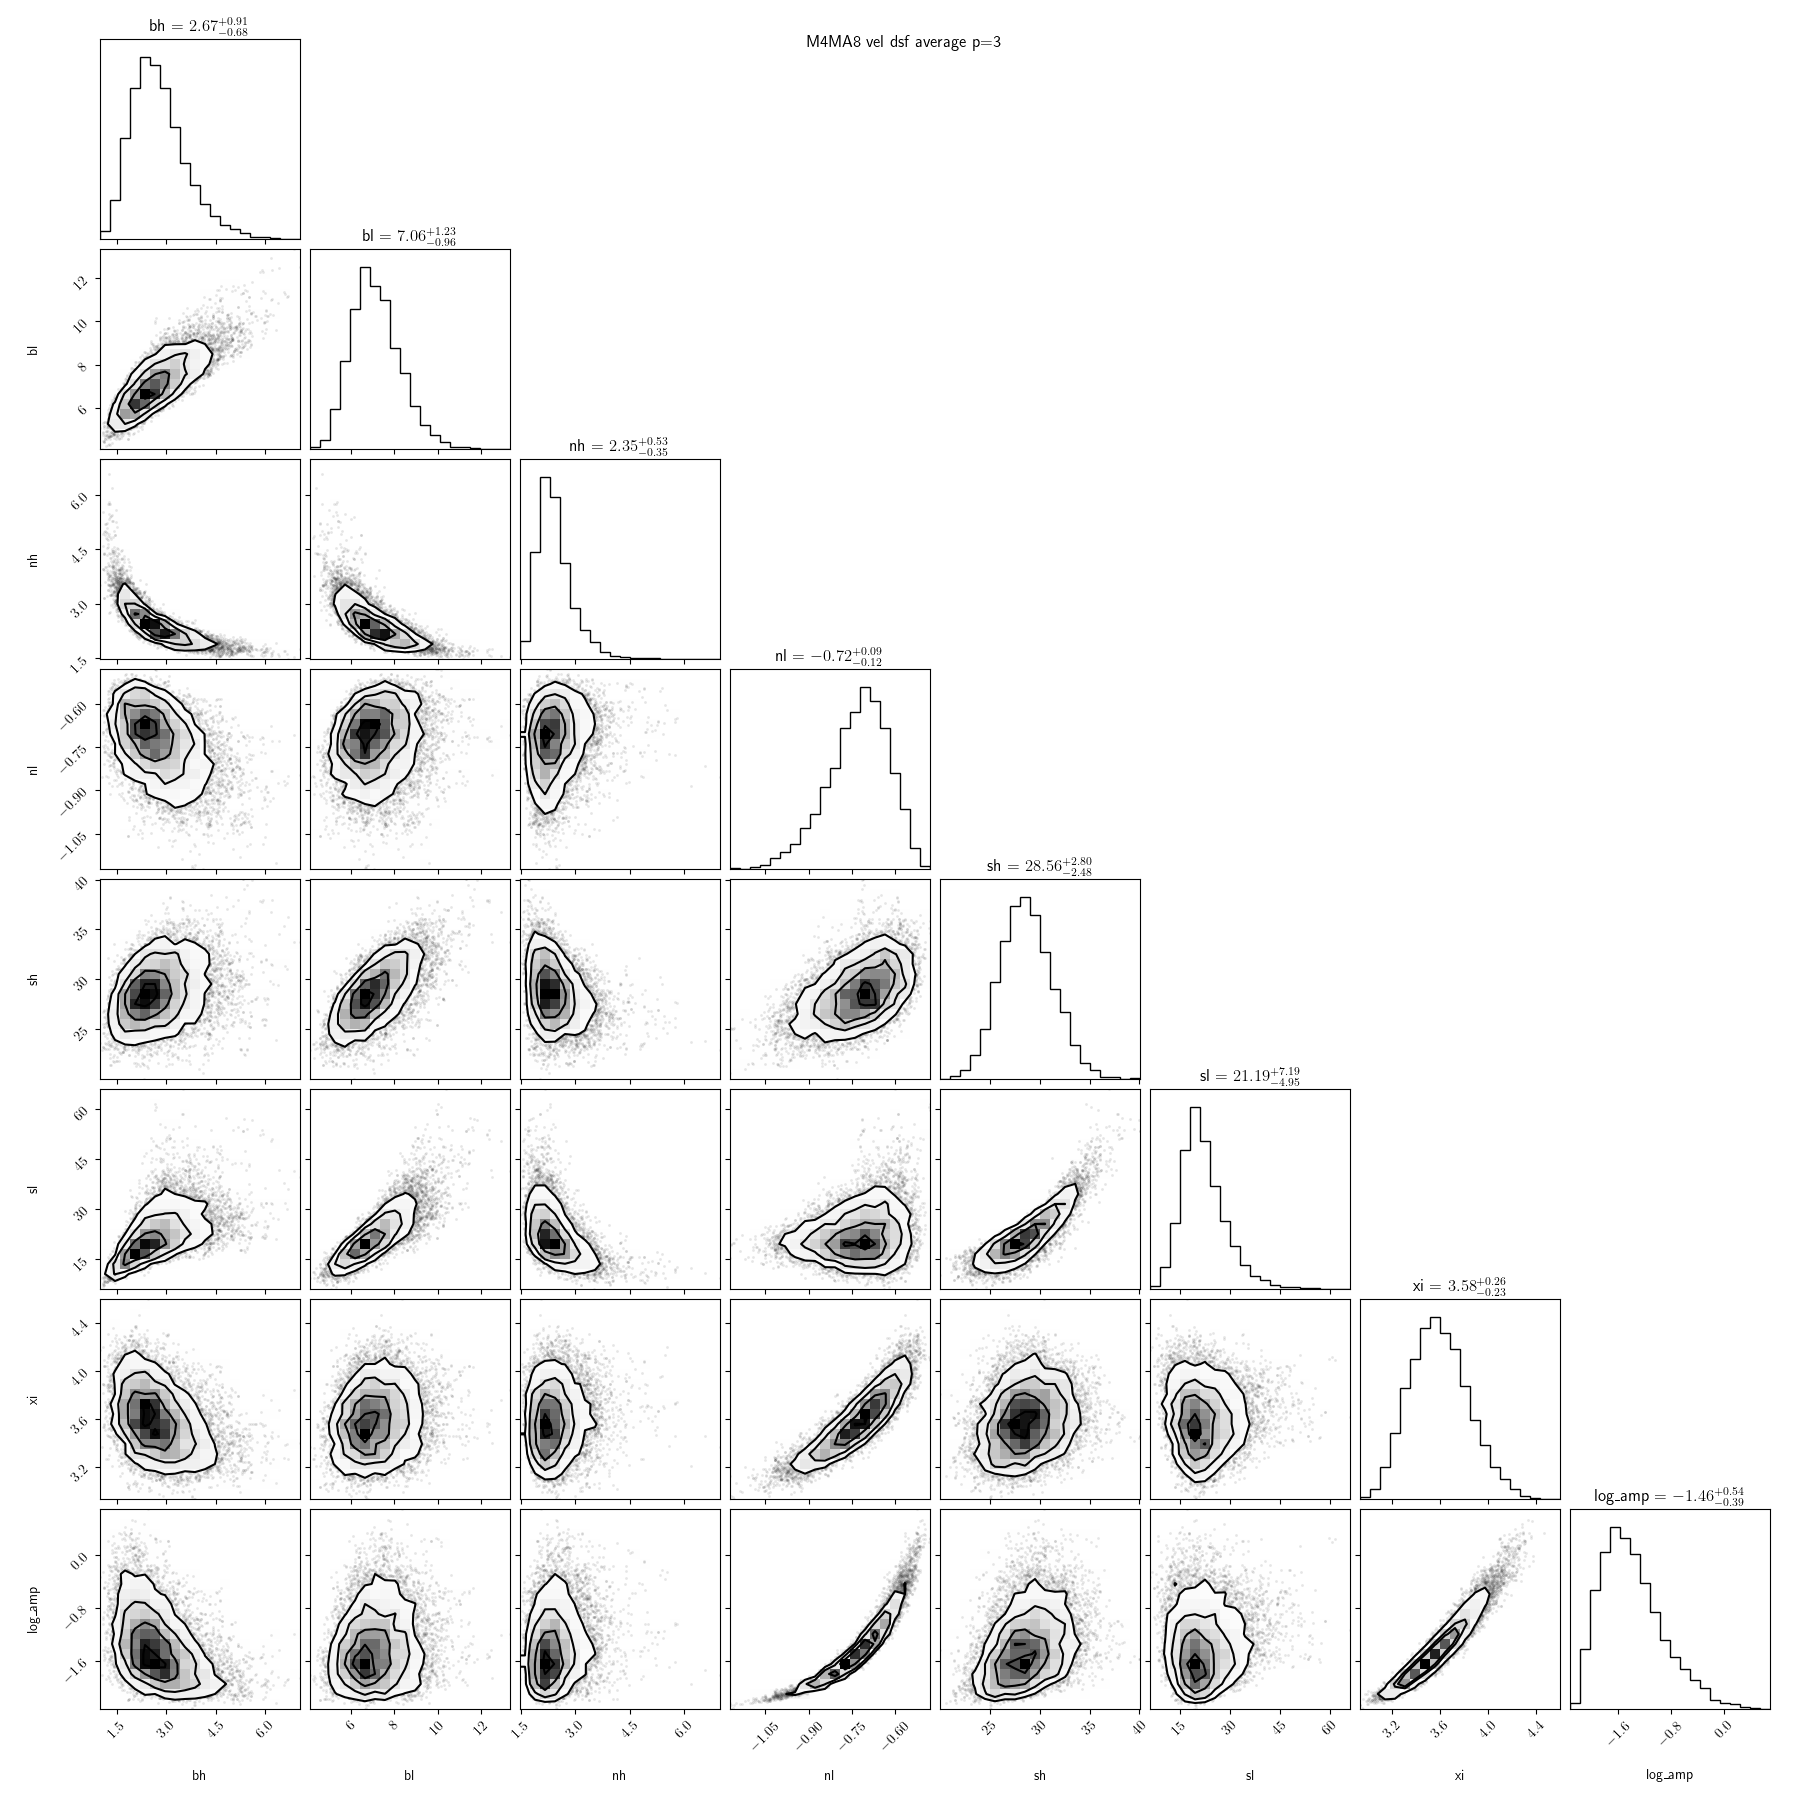 bh = 2.67^{+0.91}_{-0.68}
M4MA8 vel dsf average p=3
bl = 7.06^{+1.23}_{-0.96}
12
10
8
6
bl
nh = 2.35^{+0.53}_{-0.35}
6.0
4.5
3.0
1.5
nh
nl = −0.72^{+0.09}_{-0.12}
−0.60
−0.75
−0.90
−1.05
nl
sh = 28.56^{+2.80}_{-2.48}
40
35
30
25
sh
sl = 21.19^{+7.19}_{-4.95}
60
45
30
15
sl
xi = 3.58^{+0.26}_{-0.23}
4.4
4.0
3.6
3.2
xi
log_amp = −1.46^{+0.54}_{-0.39}
0.0
−0.8
−1.6
log_amp
1.5 3.0 4.5 6.0 6 8 10 12 1.5 3.0 4.5 6.0 −1.05 −0.90 −0.75 −0.60 25 30 35 40 15 30 45 60 3.2 3.6 4.0 4.4 −1.6 −0.8 0.0
bh bl nh nl sh sl xi log_amp